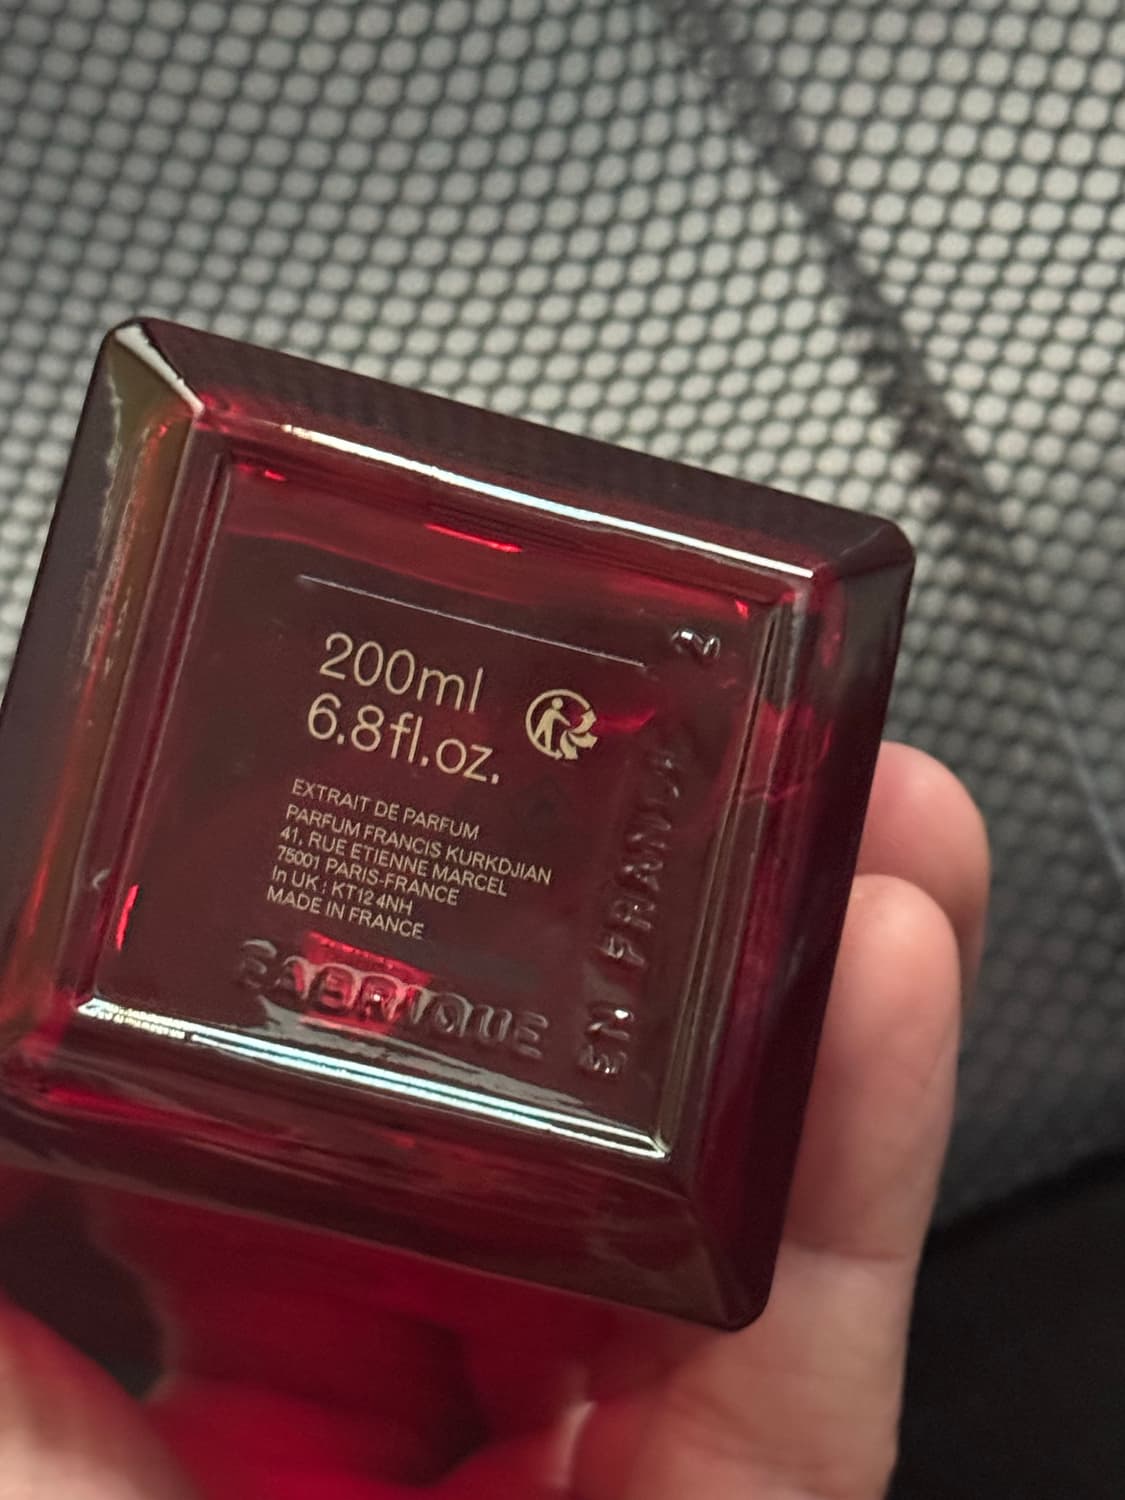 200ml
6.8fl.oz.
EXTRAIT DE PARFUM
PARFUM FRANCIS KURKDJIAN
41, RUE ETIENNE MARCEL
75001 PARIS-FRANCE
In UK : KT12 4NH
MADE IN FRANCE
FABRIQUE
EN FRANCE
2